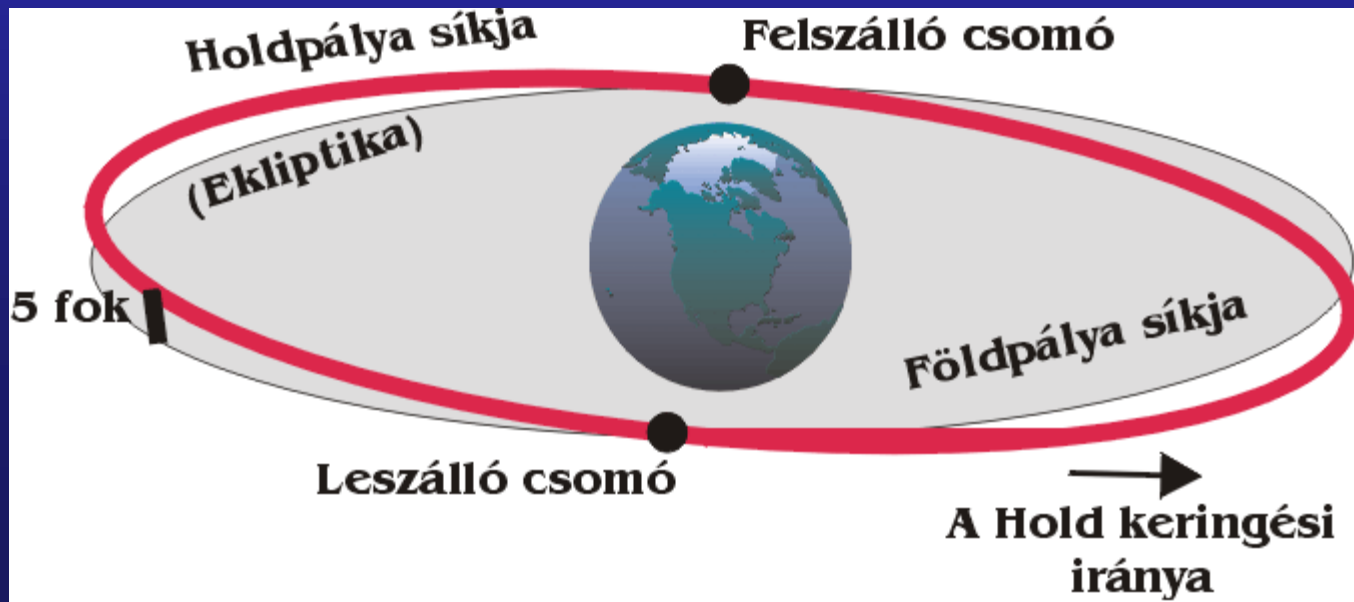 Holdpálya síkja
Felszálló csomó
(Ekliptika)
5 fok
Földpálya síkja
Leszálló csomó
A Hold keringési
iránya